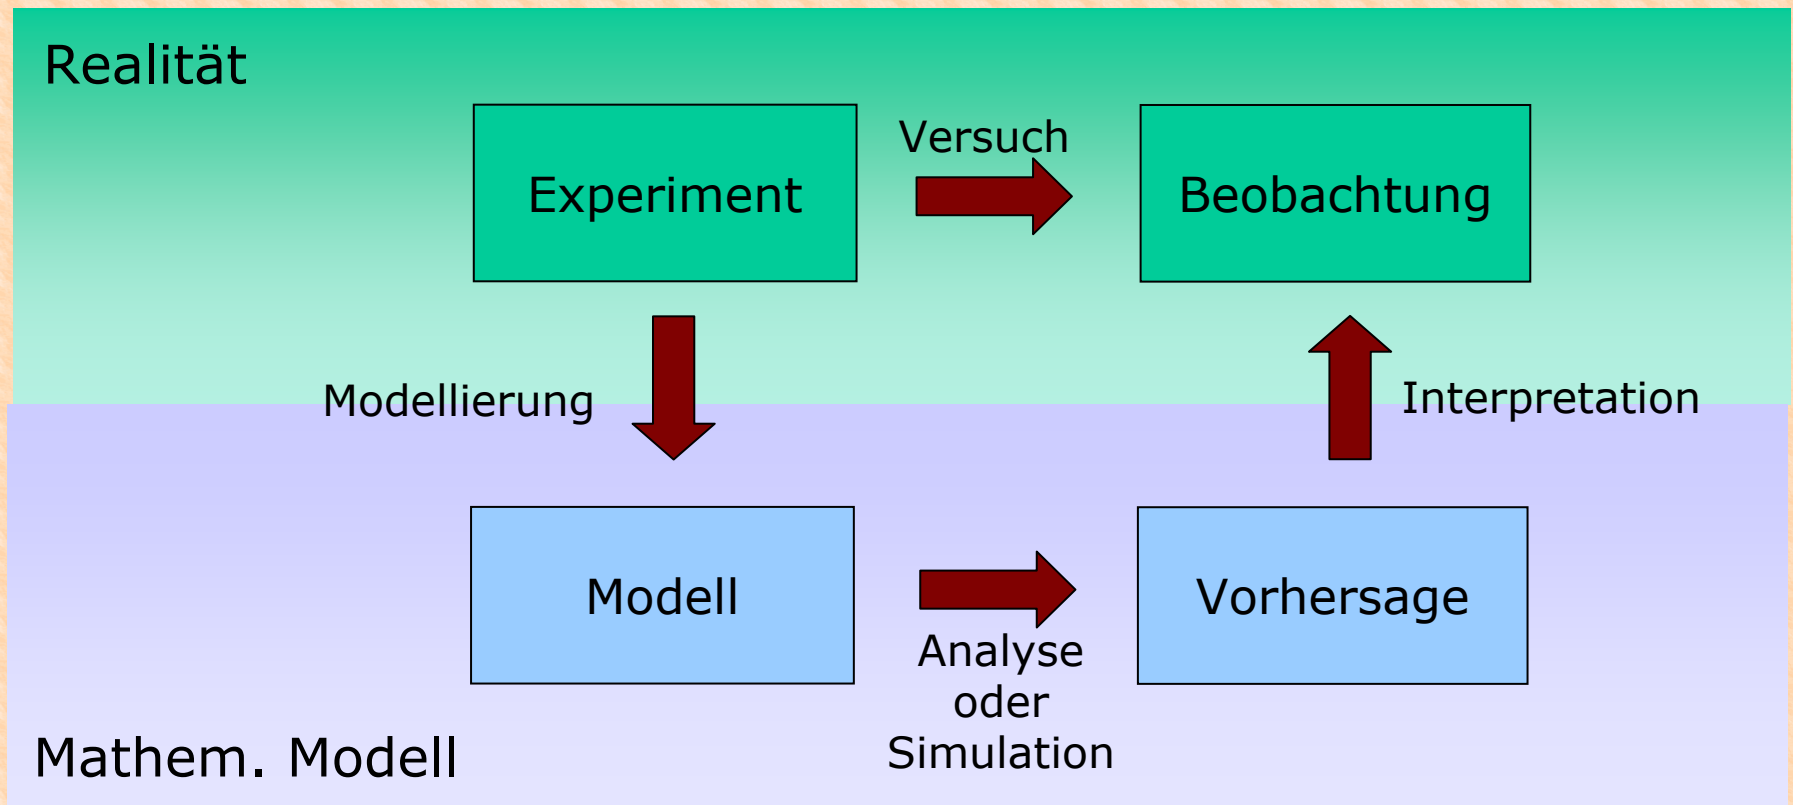 Realität
Versuch
Experiment
Beobachtung
Modellierung
Interpretation
Modell
Vorhersage
Analyse
oder
Simulation
Mathem. Modell